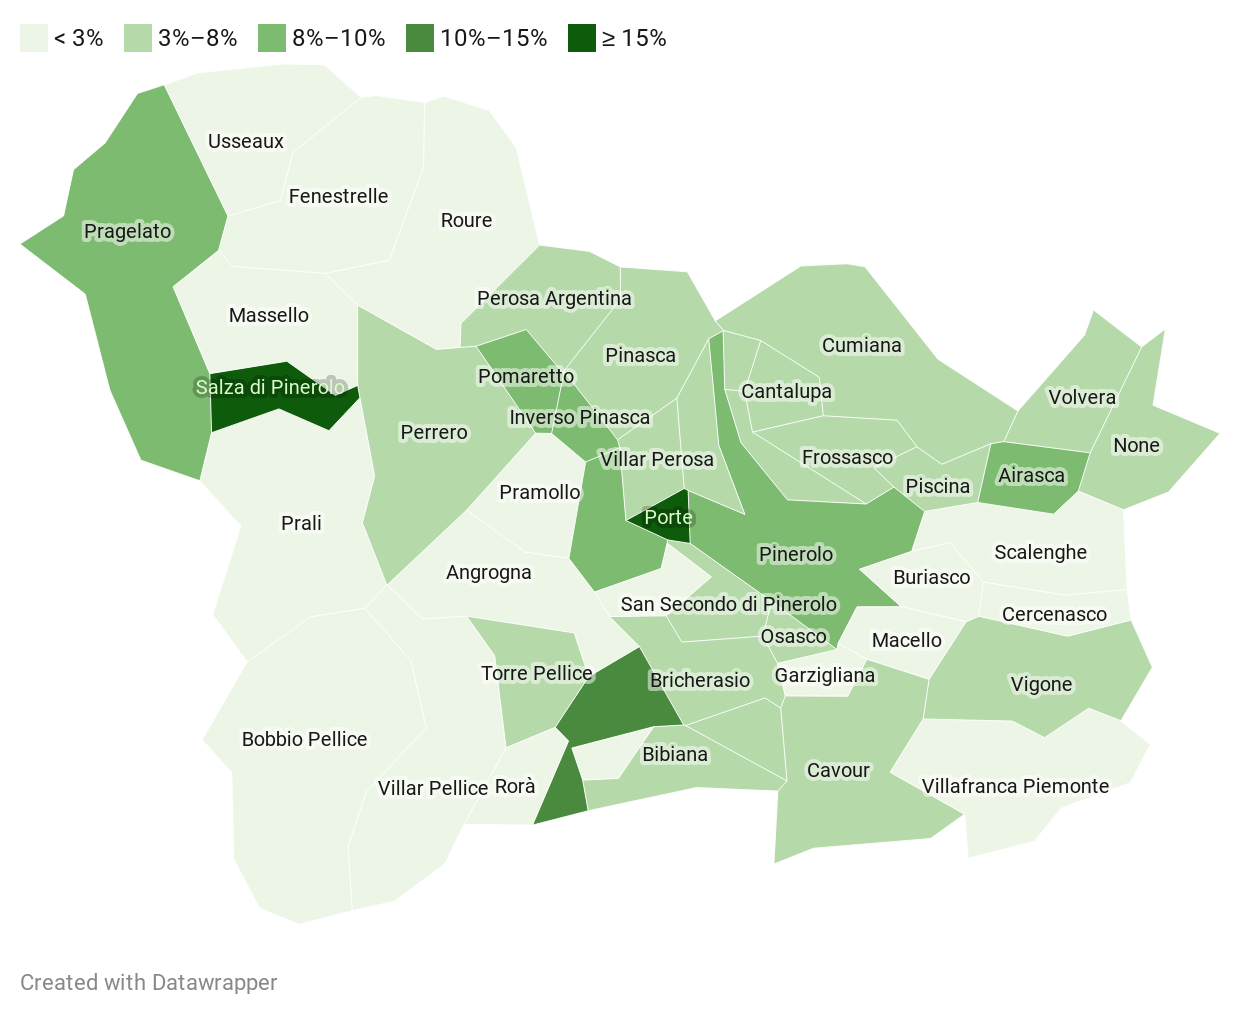 < 3% 3%–8% 8%–10% 10%–15% ≥ 15%
Usseaux
Fenestrelle
Roure
Pragelato
Perosa Argentina
Massello
Cumiana
Pinasca
Pomaretto
Salza di Pinerolo
Cantalupa
Volvera
Inverso Pinasca
Perrero
None
Villar Perosa
Frossasco
Airasca
Piscina
Pramollo
Porte
Prali
Scalenghe
Pinerolo
Angrogna
Buriasco
San Secondo di Pinerolo
Cercenasco
Osasco
Macello
Torre Pellice
Garzigliana
Bricherasio
Vigone
Bobbio Pellice
Bibiana
Cavour
Villar Pellice
Rorà
Villafranca Piemonte
Created with Datawrapper